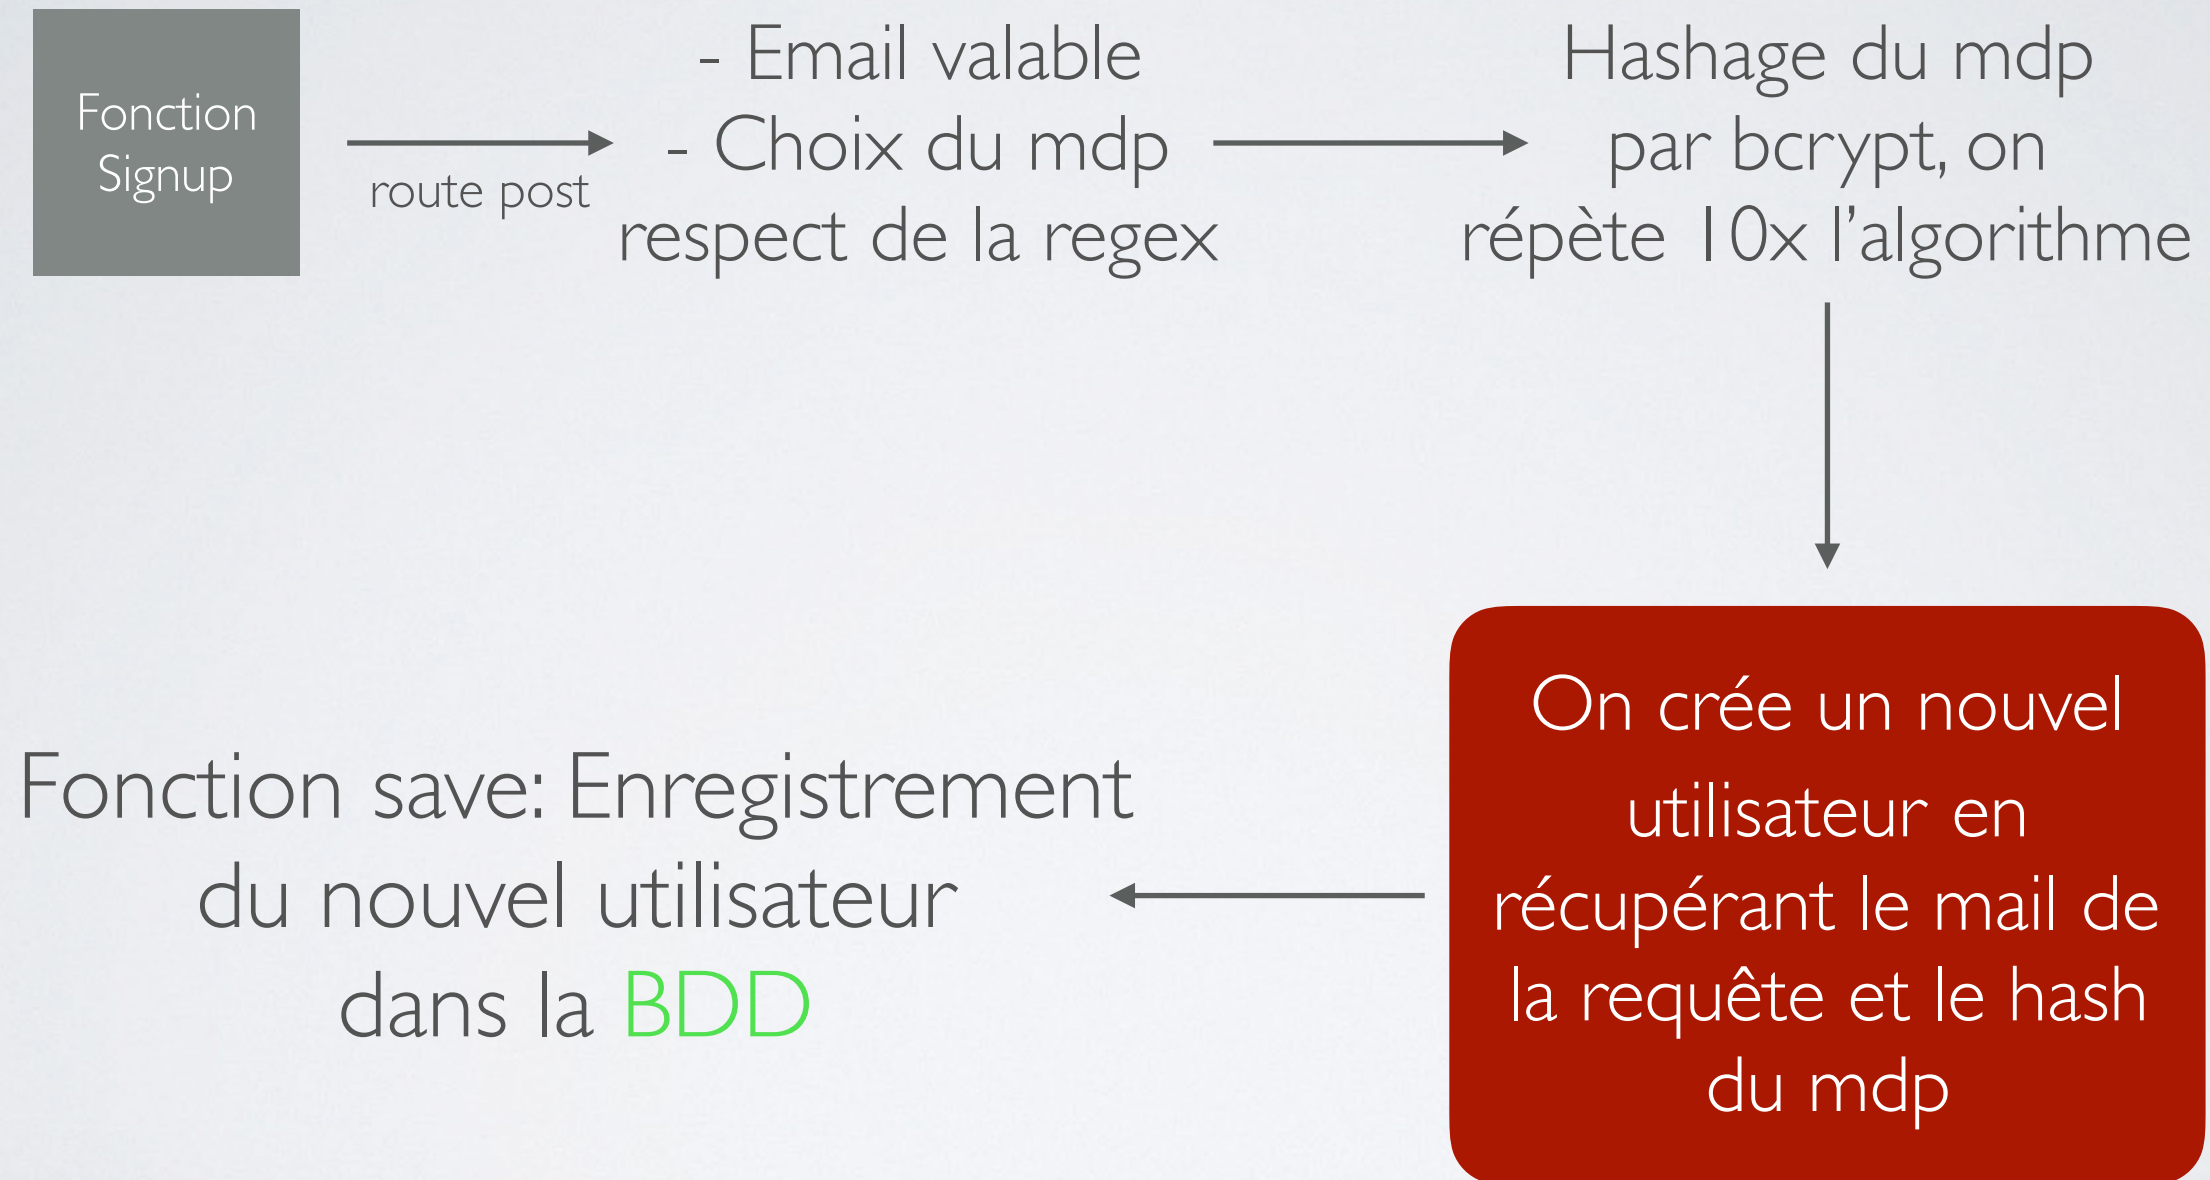 Fonction
Signup
route post
- Email valable
- Choix du mdp
respect de la regex
Hashage du mdp
par bcrypt, on
répète 10x l’algorithme
On crée un nouvel
utilisateur en
récupérant le mail de
la requête et le hash
du mdp
Fonction save: Enregistrement
du nouvel utilisateur
dans la BDD